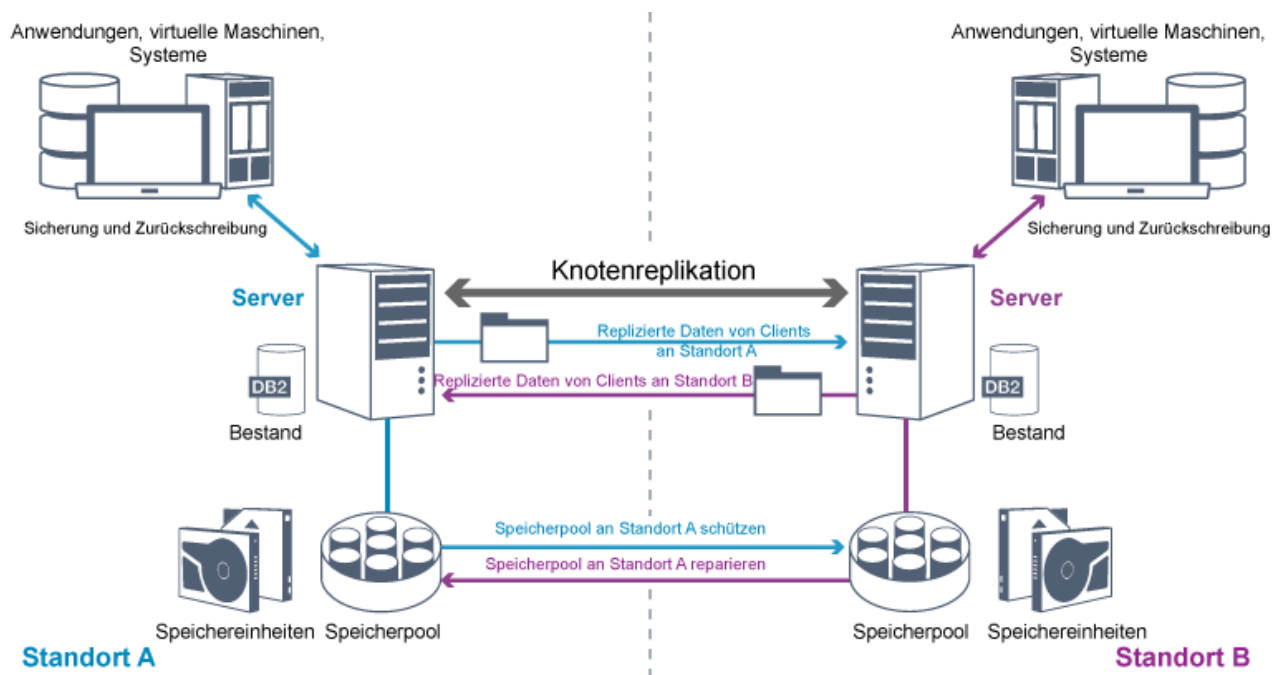 Anwendungen, virtuelle Maschinen,
Systeme
Anwendungen, virtuelle Maschinen,
Systeme
Sicherung und Zurückschreibung
Sicherung und Zurückschreibung
Knotenreplikation
Server
Server
Replizierte Daten von Clients
an Standort A
Replizierte Daten von Clients an Standort B
DB2
DB2
Bestand
Bestand
Speicherpool an Standort A schützen
Speicherpool an Standort A reparieren
Speichereinheiten
Speicherpool
Speicherpool
Speichereinheiten
Standort A
Standort B